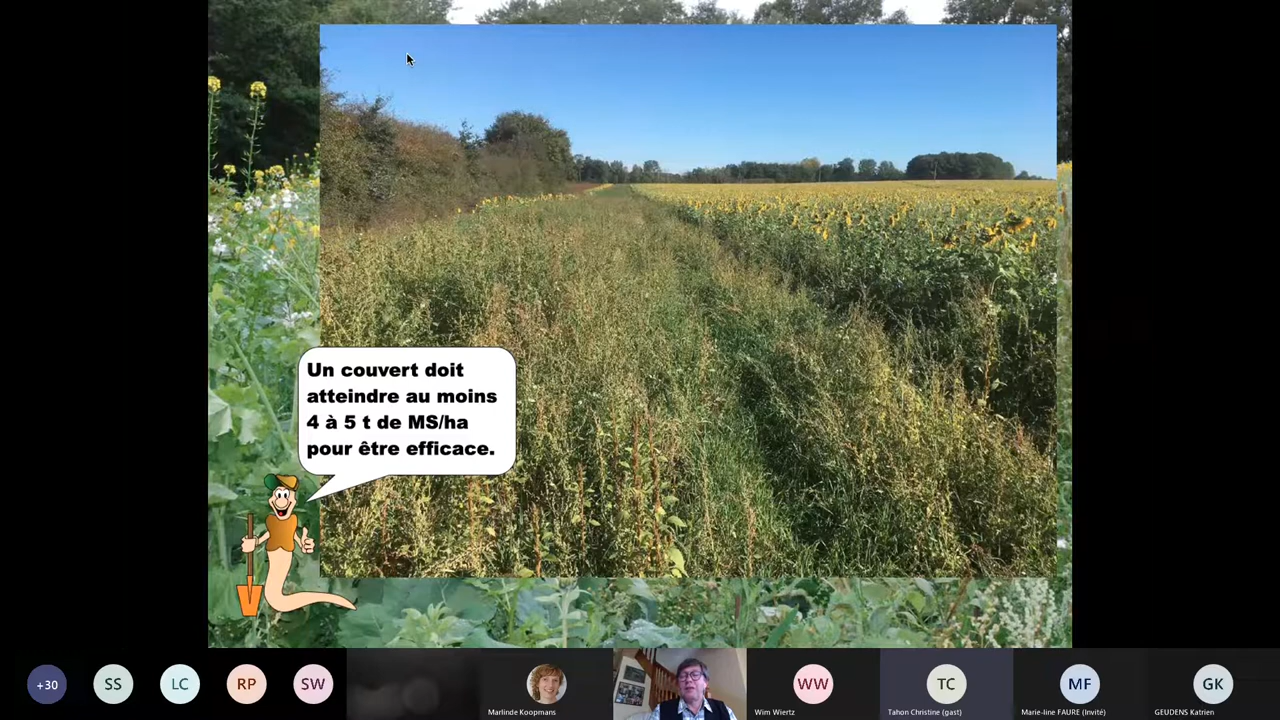 Un couvert doit
atteindre au moins
4 à 5 t de MS/ha
pour être efficace.
+30
SS
LC
RP
SW
WW
TC
MF
GK
Marlinde Koopmans
Wim Wiertz
Tahon Christine (gast)
Marie-line FAURE (Invité)
GEUDENS Katrien